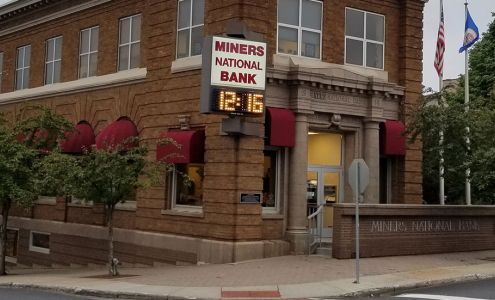 MINERS
NATIONAL
BANK
12:16
MINERS NATIONAL BANK